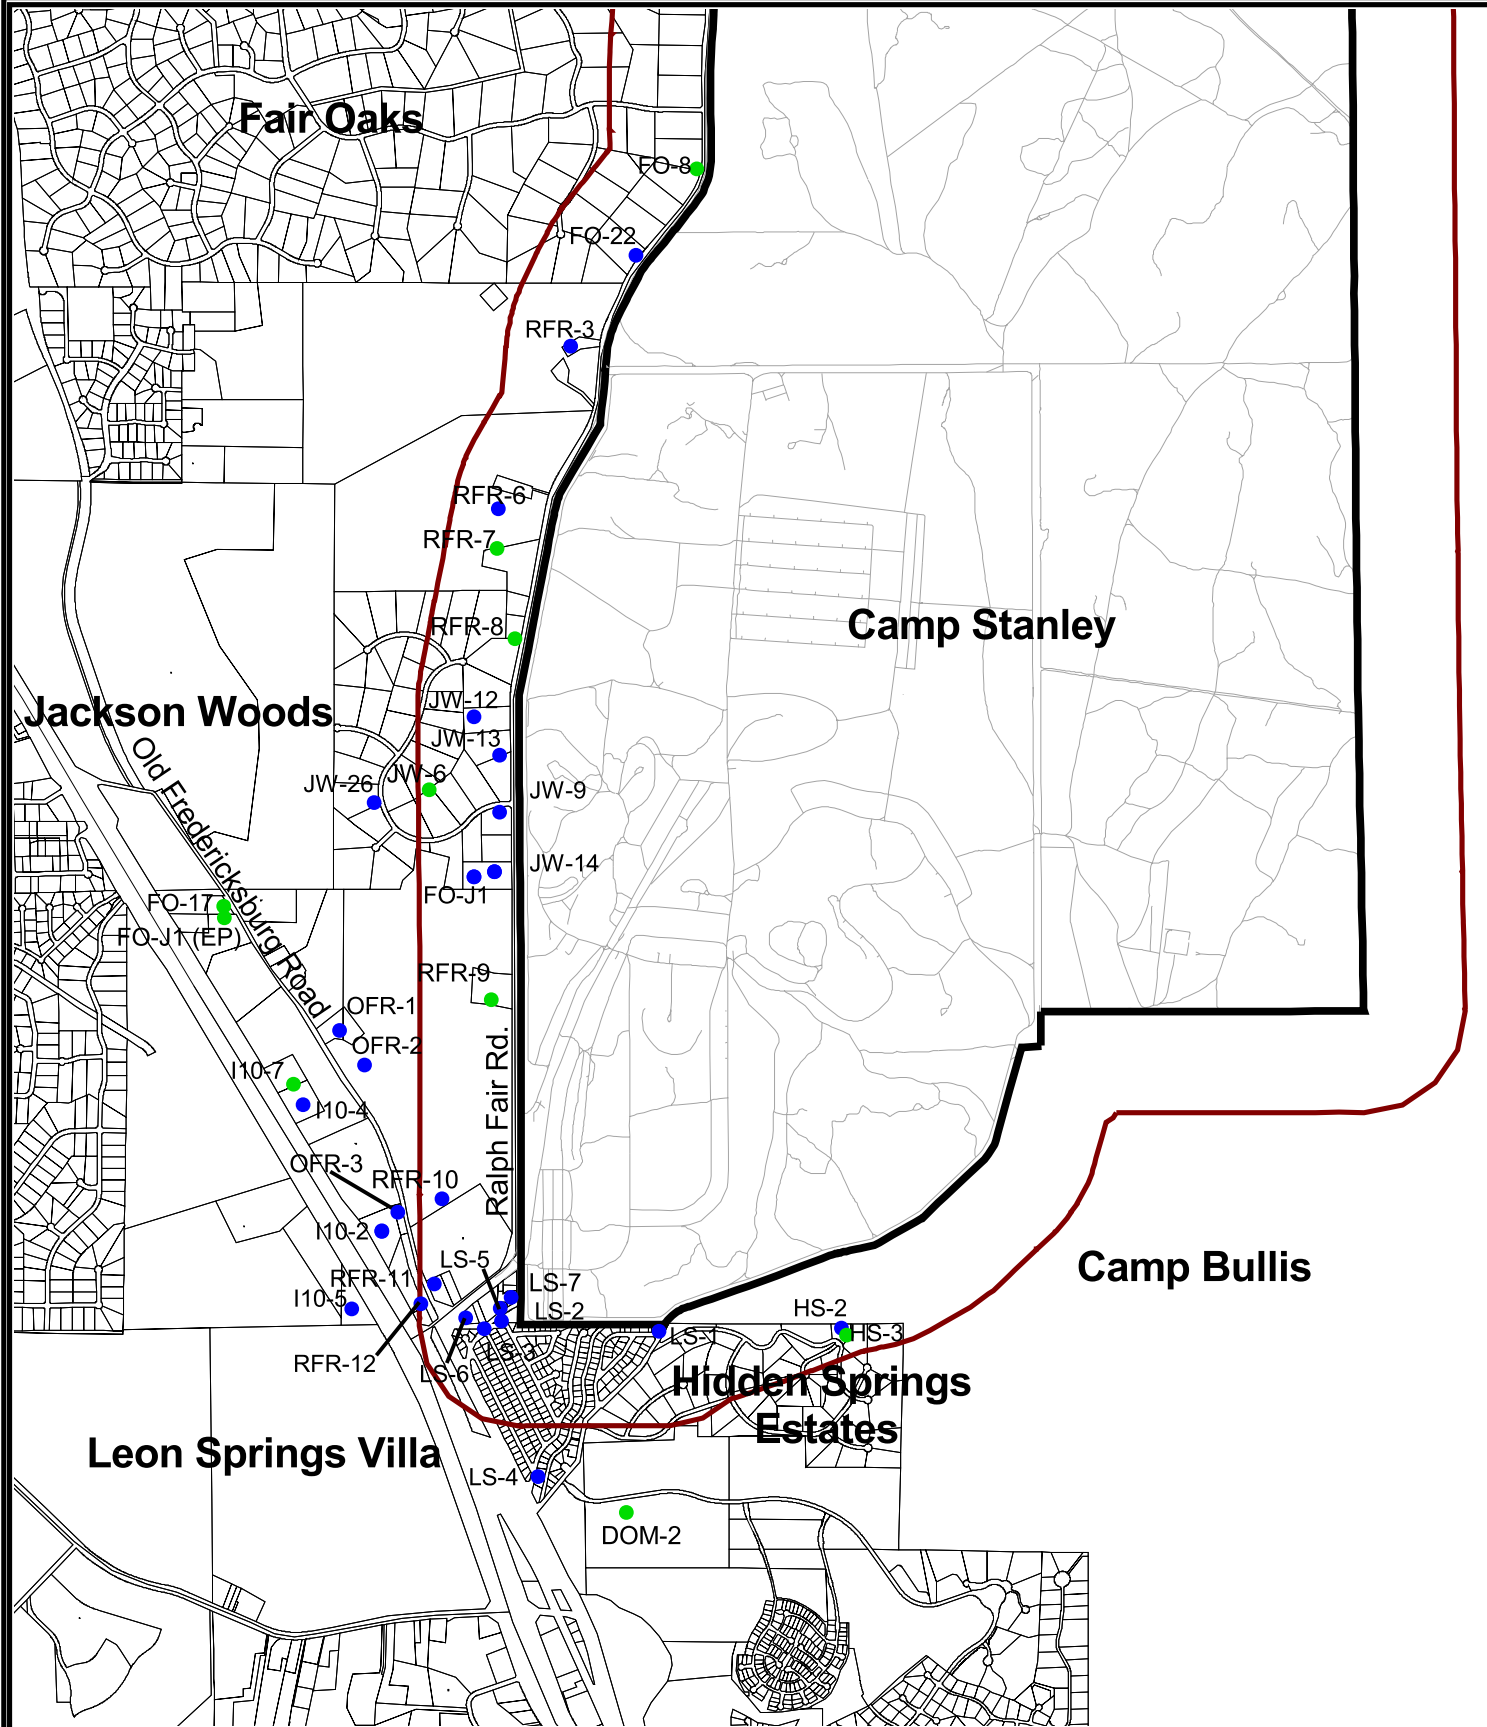 Fair Oaks
FO-8
FO-22
RFR-3
RFR-6
RFR-7
Camp Stanley
RFR-8
JW-12
Jackson Woods
JW-13
JW-6
JW-26
JW-9
Old Fredericksburg Road
JW-14
FO-J1
FO-17
FO-J1 (EP)
RFR-9
OFR-1
OFR-2
I10-7
I10-4
Ralph Fair Rd.
OFR-3
RFR-10
I10-2
LS-5
Camp Bullis
RFR-11
LS-7
I10-5
LS-2
HS-2
HS-3
LS-1
LS-3
RFR-12
LS-6
Hidden Springs
Estates
Leon Springs Villa
LS-4
DOM-2